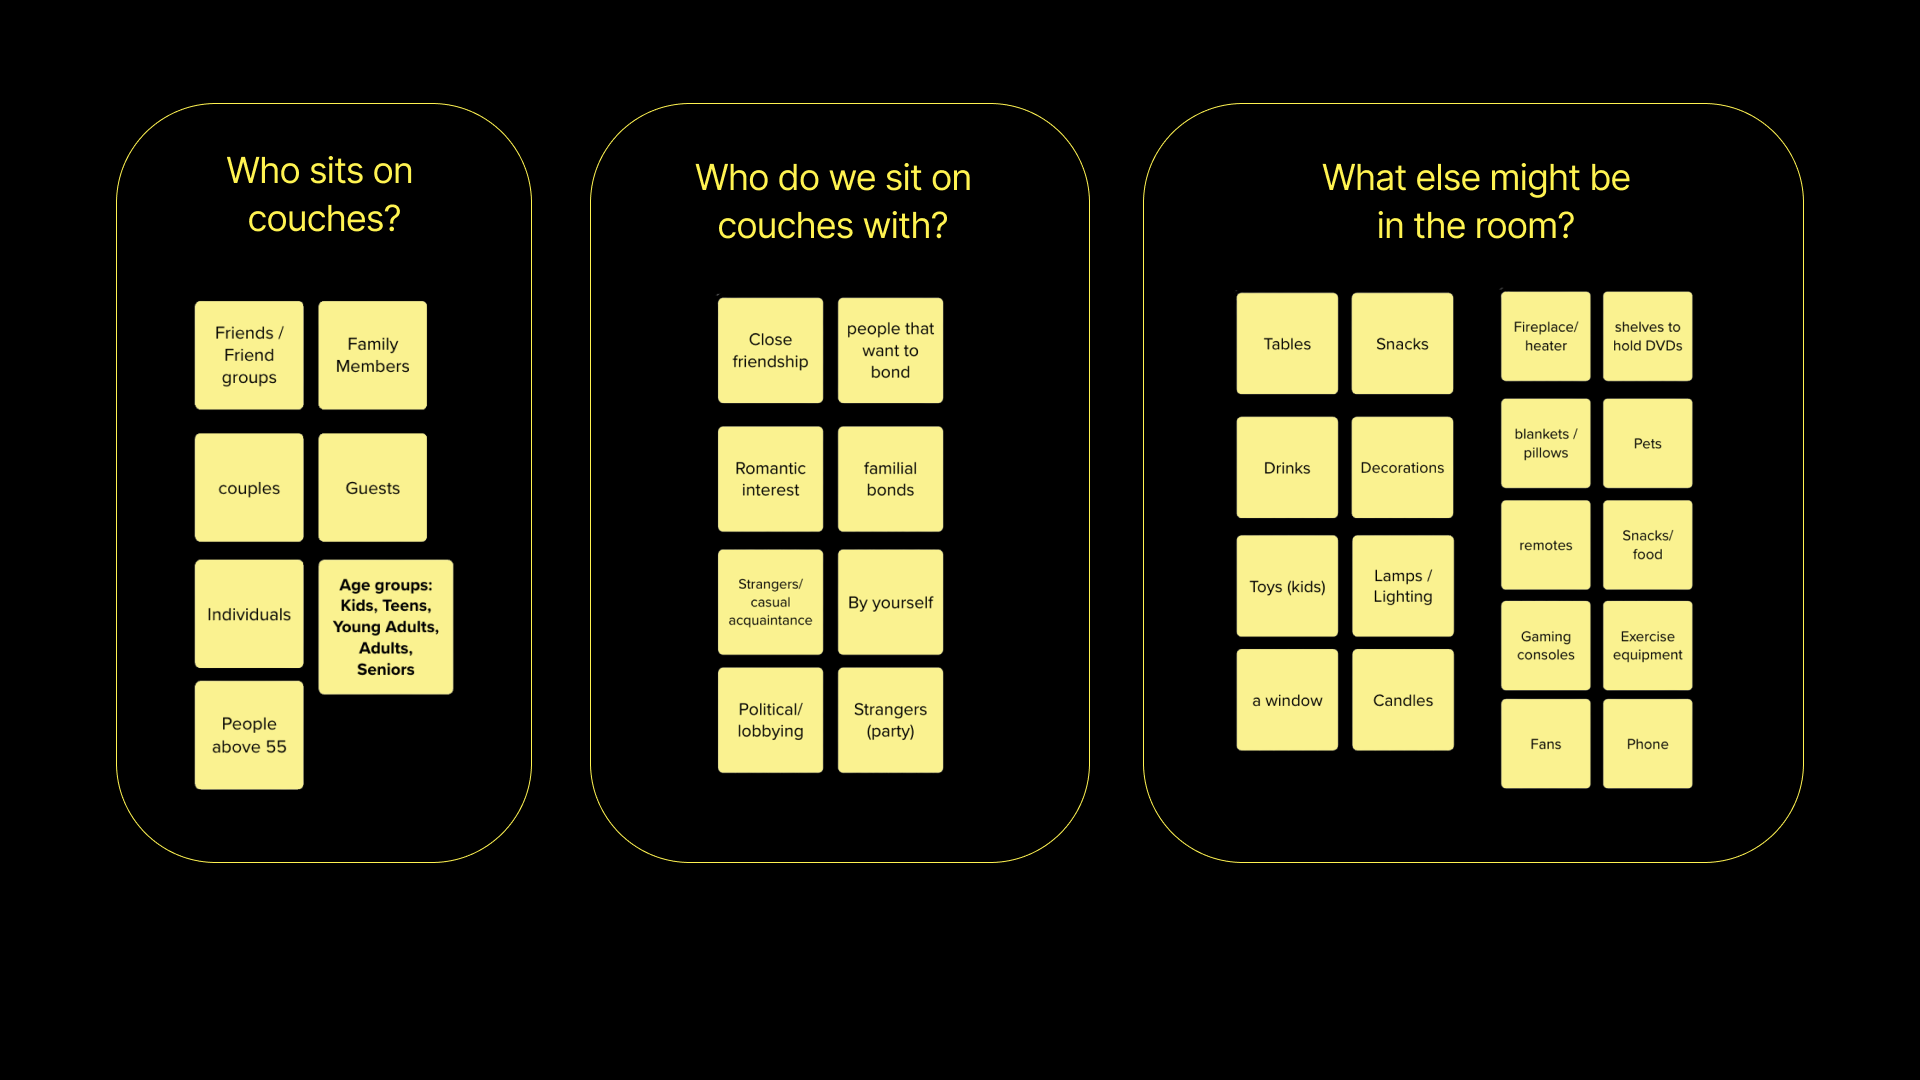 Who sits on
couches?
Friends /
Friend
groups
Family
Members
couples
Guests
Individuals
Age groups:
Kids, Teens,
Young Adults,
Adults,
Seniors
People
above 55
Who do we sit on
couches with?
Close
friendship
people that
want to
bond
Romantic
interest
familial
bonds
Strangers/
casual
acquaintance
By yourself
Political/
lobbying
Strangers
(party)
What else might be
in the room?
Tables
Snacks
Drinks
Decorations
Toys (kids)
Lamps /
Lighting
a window
Candles
Fireplace/
heater
shelves to
hold DVDs
blankets /
pillows
Pets
remotes
Snacks/
food
Gaming
consoles
Exercise
equipment
Fans
Phone